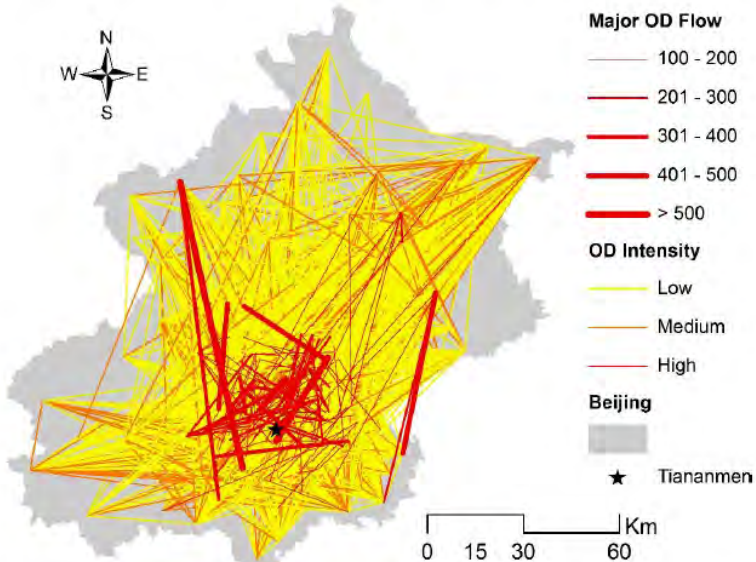 N
W E
S
Major OD Flow
100 - 200
201 - 300
301 - 400
401 - 500
> 500
OD Intensity
Low
Medium
High
Beijing
Tiananmen
Km
0 15 30 60